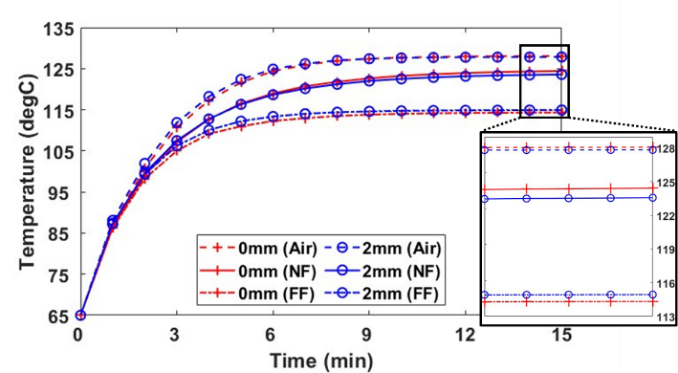 135
125
115
105
95
85
75
65
Temperature (degC)
0mm (Air) 2mm (Air)
0mm (NF) 2mm (NF)
0mm (FF) 2mm (FF)
128
125
122
119
116
113
0 3 6 9 12 15
Time (min)